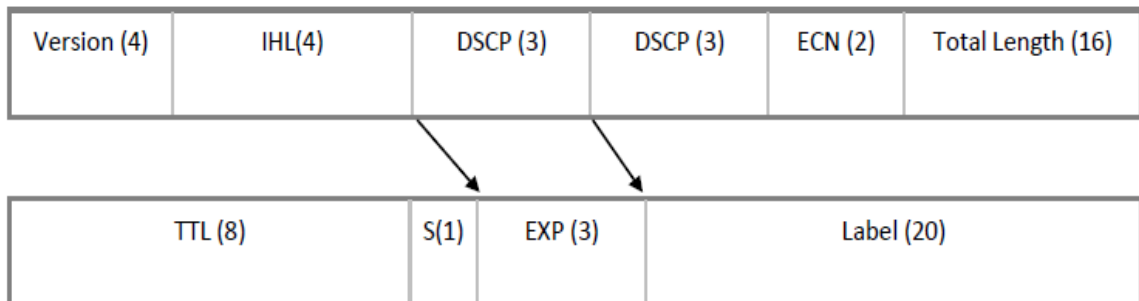 Version (4) IHL(4) DSCP (3) DSCP (3) ECN (2) Total Length (16)
TTL (8) S(1) EXP (3) Label (20)